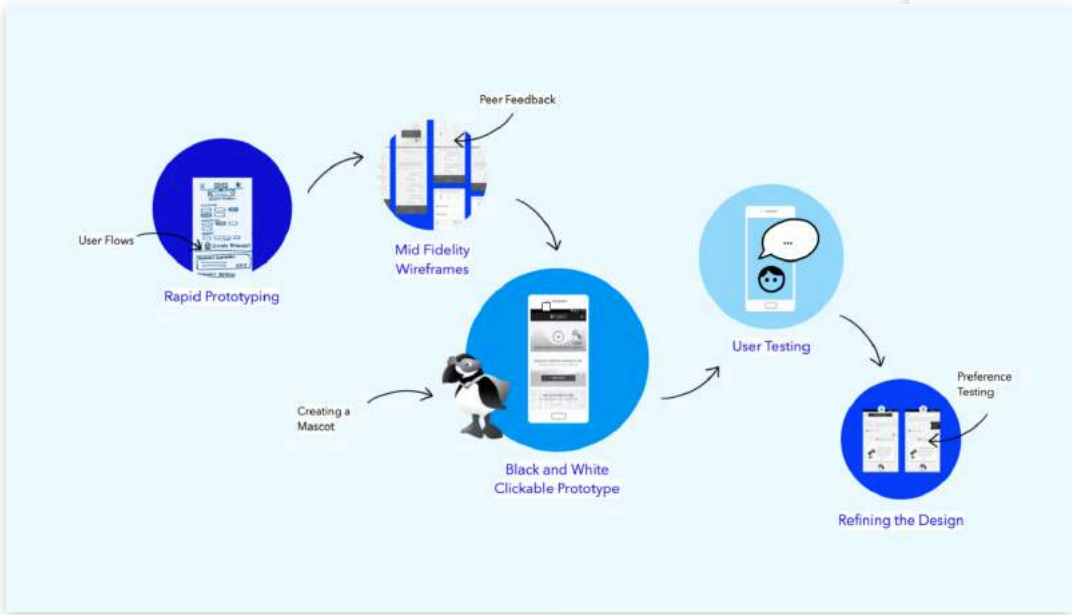 Peer Feedback
User Flows
Rapid Prototyping
Mid Fidelity
Wireframes
Creating a
Mascot
Black and White
Clickable Prototype
...
User Testing
Preference
Testing
Refining the Design